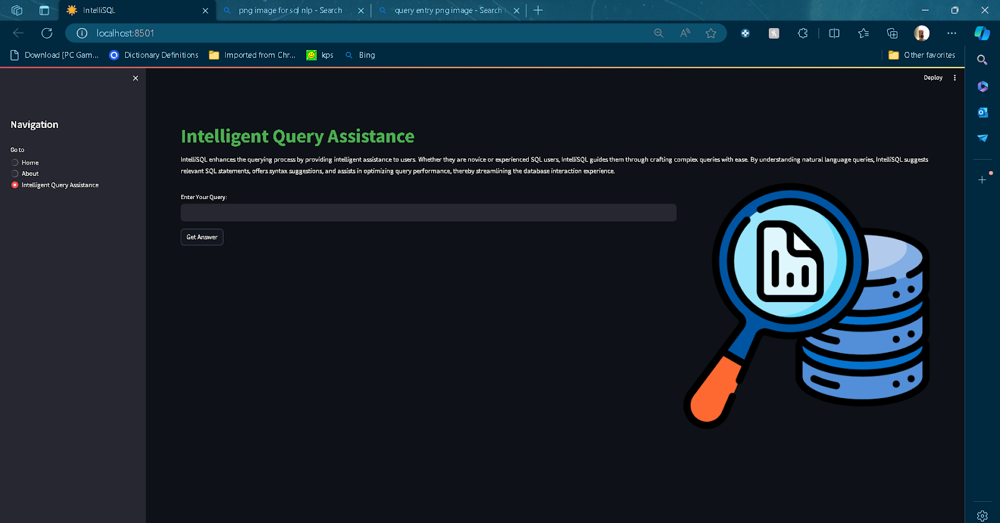 IntelliSQL
png image for sql nlp - Search
query entry png image - Search
localhost:8501
Download [PC Gam...
Dictionary Definitions
Imported from Chr...
kps
Bing
Other favorites
Deploy
Navigation
Go to
Home
About
Intelligent Query Assistance
Intelligent Query Assistance
IntelliSQL enhances the querying process by providing intelligent assistance to users. Whether they are novice or experienced SQL users, IntelliSQL guides them through crafting complex queries with ease. By understanding natural language queries, IntelliSQL suggests
relevant SQL statements, offers syntax suggestions, and assists in optimizing query performance, thereby streamlining the database interaction experience.
Enter Your Query:
Get Answer